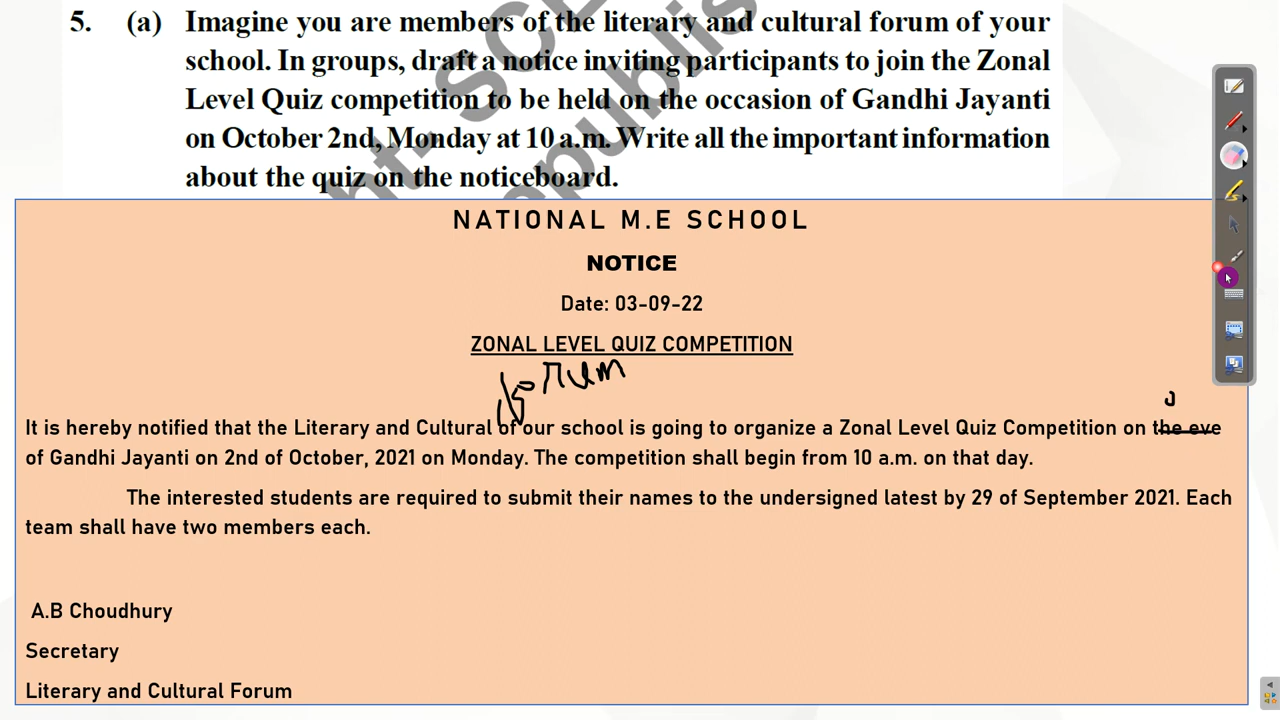 5. (a) Imagine you are members of the literary and cultural forum of your
school. In groups, draft a notice inviting participants to join the Zonal
Level Quiz competition to be held on the occasion of Gandhi Jayanti
on October 2nd, Monday at 10 a.m. Write all the important information
about the quiz on the noticeboard.
NATIONAL M.E SCHOOL
NOTICE
Date: 03-09-22
ZONAL LEVEL QUIZ COMPETITION
forum
It is hereby notified that the Literary and Cultural of our school is going to organize a Zonal Level Quiz Competition on the eve
of Gandhi Jayanti on 2nd of October, 2021 on Monday. The competition shall begin from 10 a.m. on that day.
The interested students are required to submit their names to the undersigned latest by 29 of September 2021. Each
team shall have two members each.
A.B Choudhury
Secretary
Literary and Cultural Forum